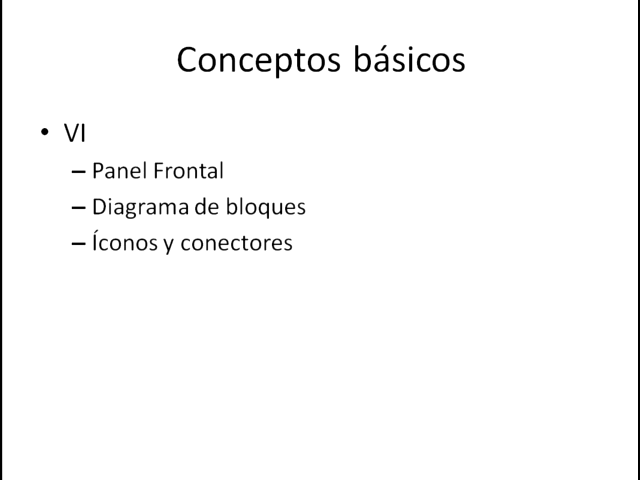 Conceptos básicos
• VI
– Panel Frontal
– Diagrama de bloques
– Íconos y conectores